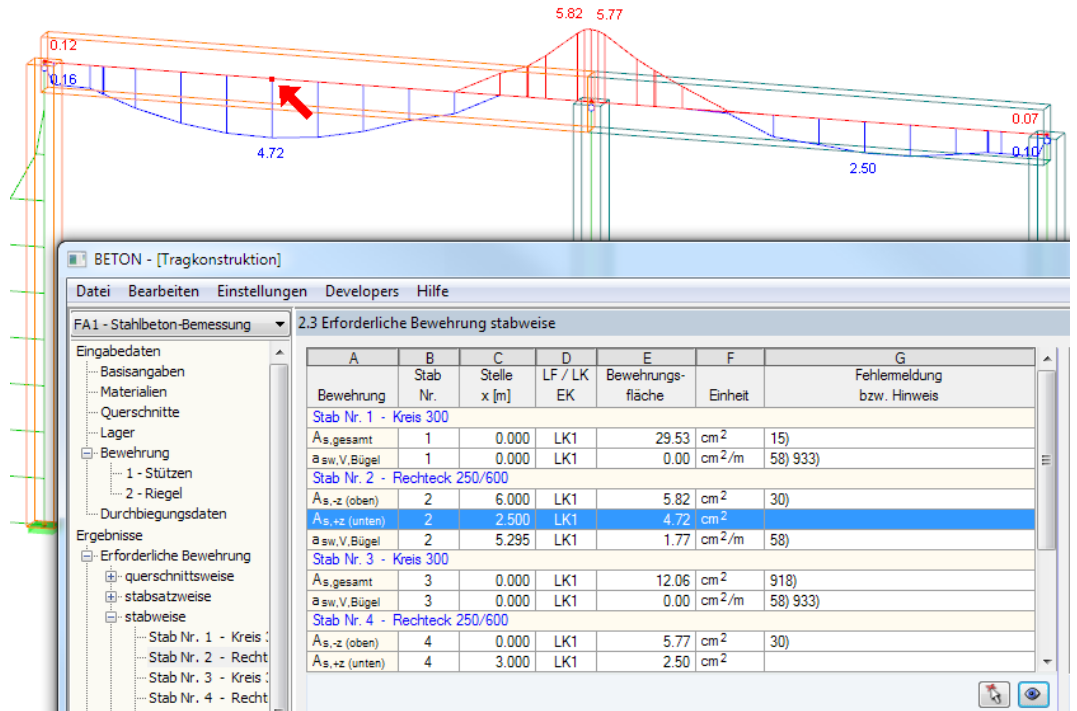 5.82 5.77
0.12
0.16
4.72
0.07
0.10
2.50
BETON - [Tragkonstruktion]
Datei Bearbeiten Einstellungen Developers Hilfe
FA1 - Stahlbeton-Bemessung
2.3 Erforderliche Bewehrung stabweise
Eingabedaten
Basisangaben
Materialien
Querschnitte
Lager
Bewehrung
1 - Stützen
2 - Riegel
Durchbiegungsdaten
Ergebnisse
Erforderliche Bewehrung
querschnittsweise
stabsatzweise
stabweise
Stab Nr. 1 - Kreis :
Stab Nr. 2 - Recht
Stab Nr. 3 - Kreis :
Stab Nr. 4 - Recht
A B C D E F G
Stab Stelle LF / LK Bewehrungs- Fehlermeldung
Bewehrung Nr. x [m] EK fläche Einheit bzw. Hinweis
Stab Nr. 1 - Kreis 300
As,gesamt 1 0.000 LK1 29.53 cm2 15)
asw,V,Bügel 1 0.000 LK1 0.00 cm2/m 58) 933)
Stab Nr. 2 - Rechteck 250/600
As,-z (oben) 2 6.000 LK1 5.82 cm2 30)
As,+z (unten) 2 2.500 LK1 4.72 cm2
asw,V,Bügel 2 5.295 LK1 1.77 cm2/m 58)
Stab Nr. 3 - Kreis 300
As,gesamt 3 0.000 LK1 12.06 cm2 918)
asw,V,Bügel 3 0.000 LK1 0.00 cm2/m 58) 933)
Stab Nr. 4 - Rechteck 250/600
As,-z (oben) 4 0.000 LK1 5.77 cm2 30)
As,+z (unten) 4 3.000 LK1 2.50 cm2